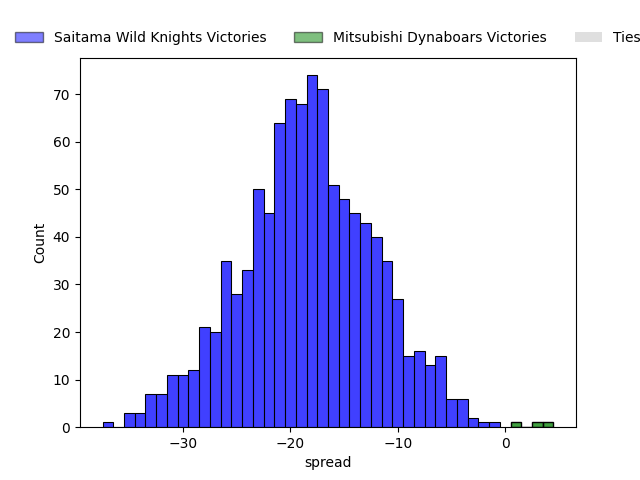 Saitama Wild Knights Victories Mitsubishi Dynaboars Victories Ties
70
60
50
40
30
20
10
0
Count
−30 −20 −10 0
spread